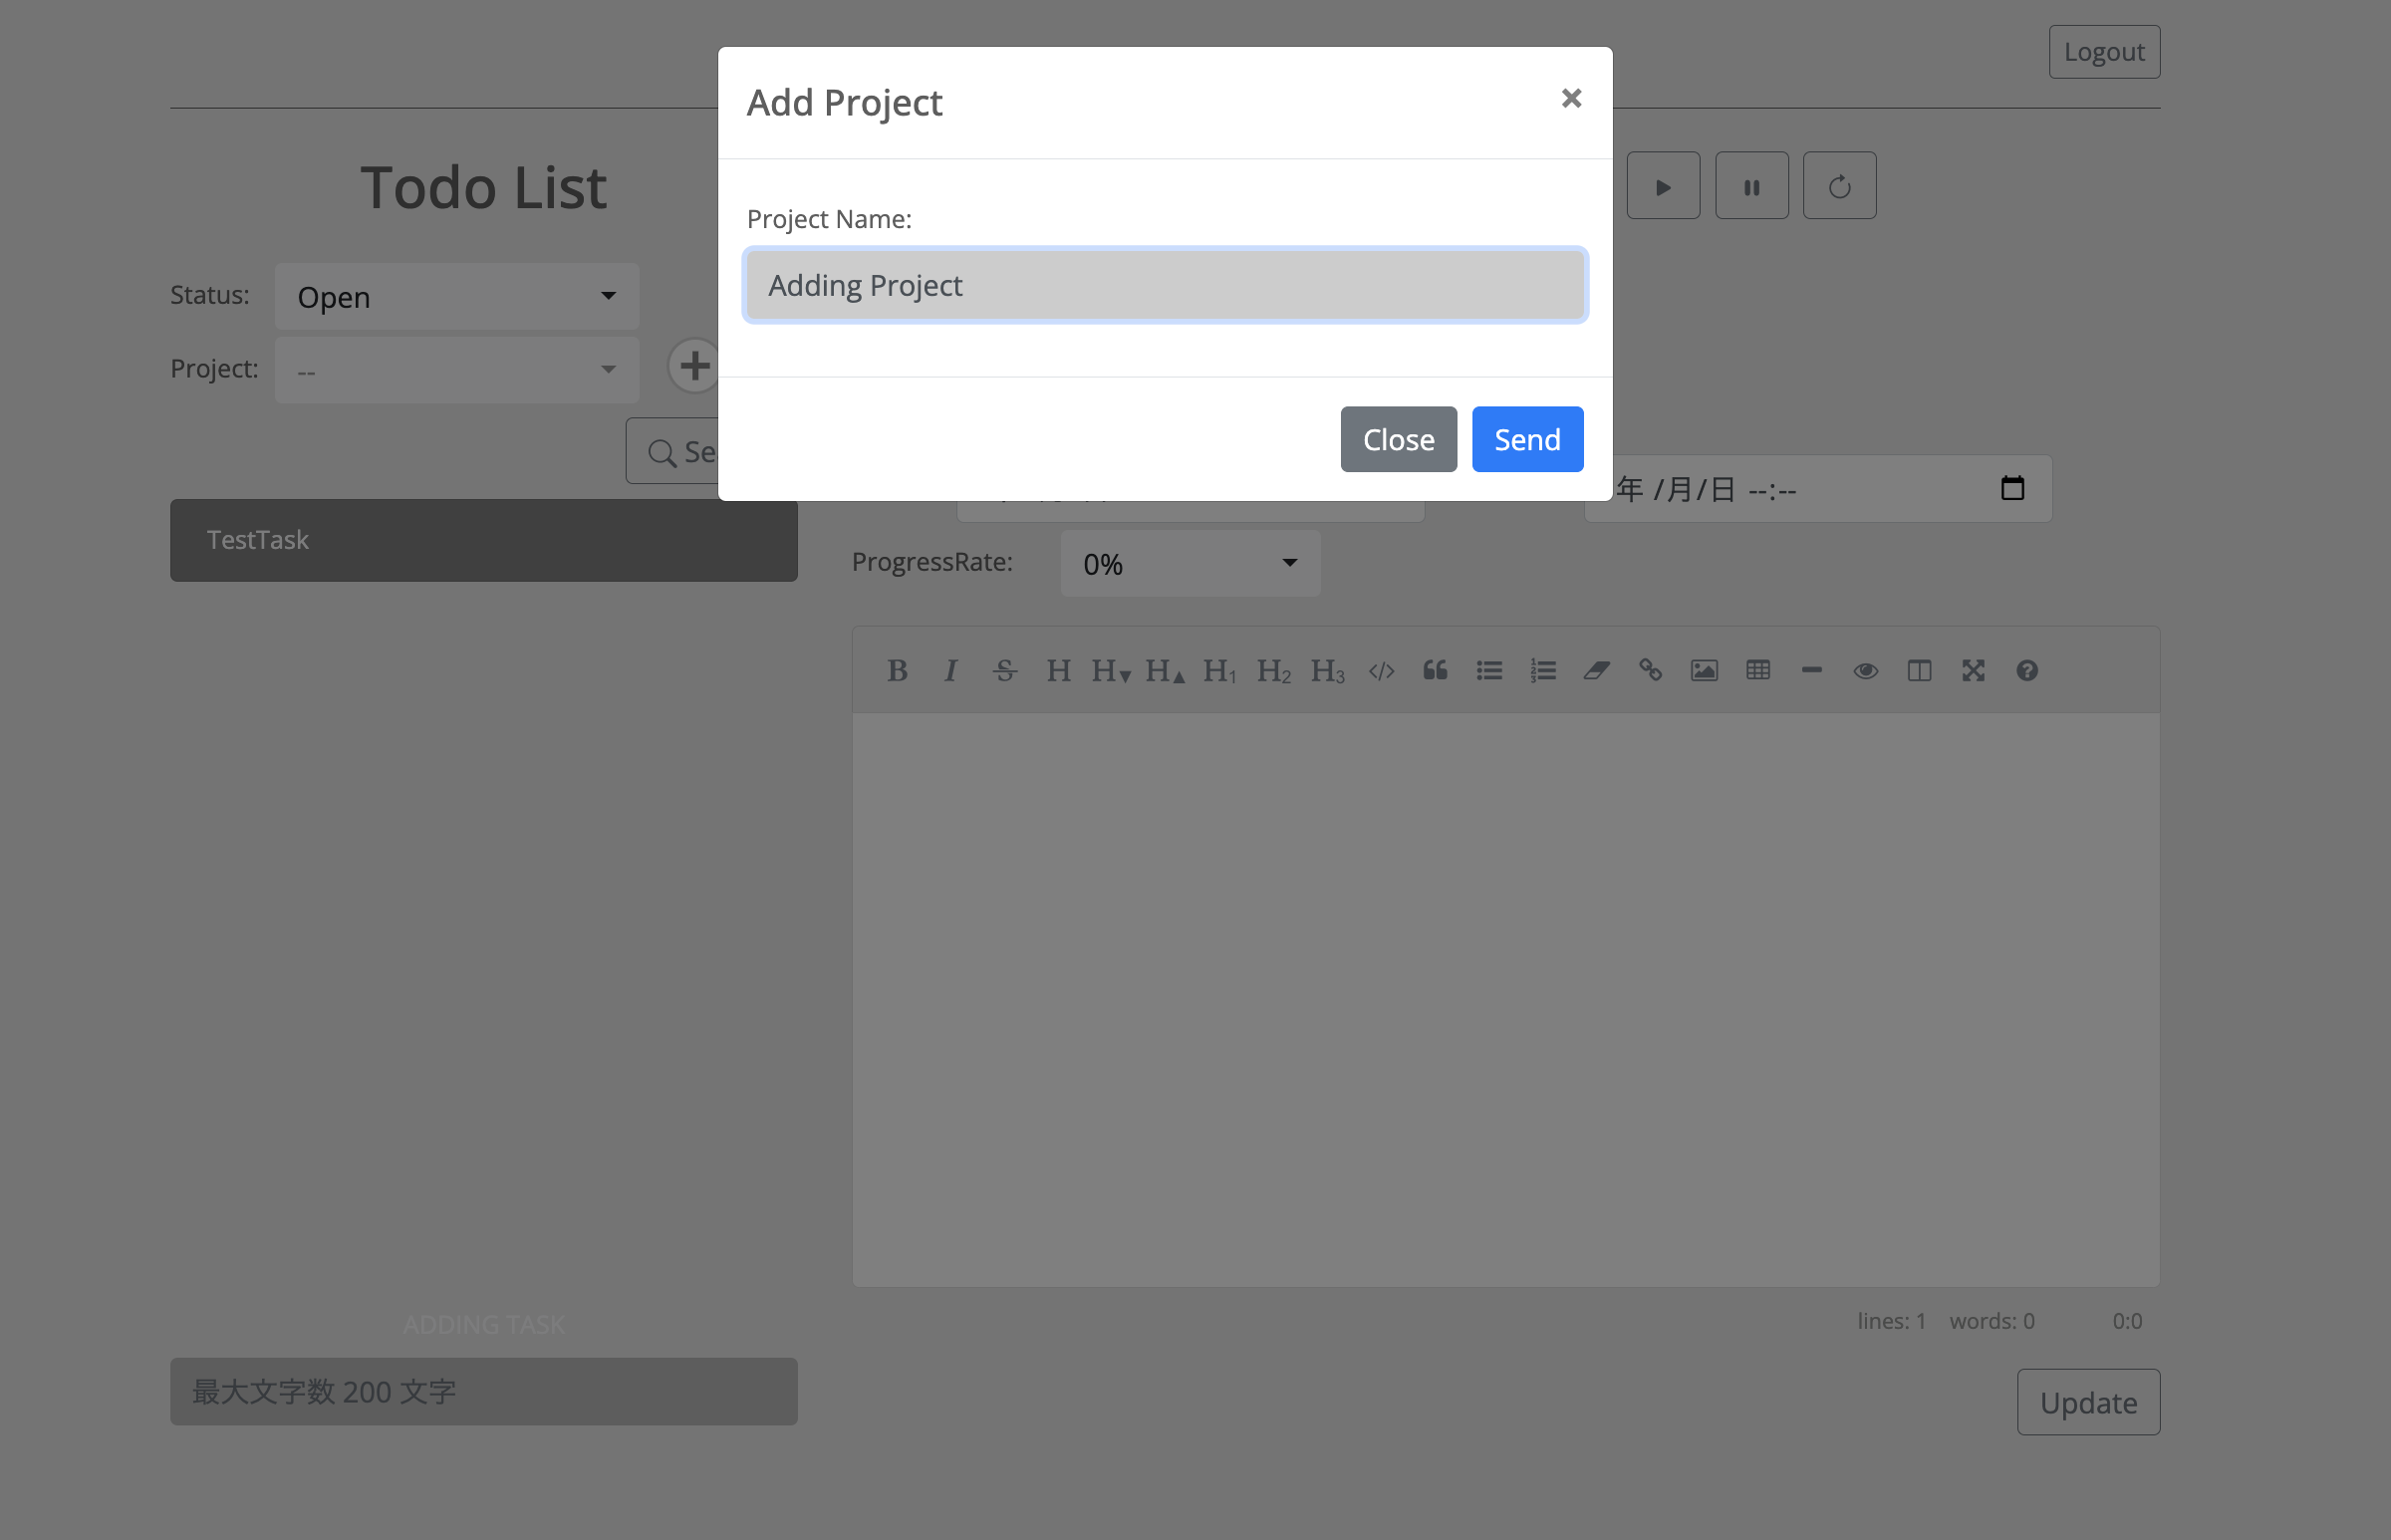 Logout
Add Project
Todo List
Project Name:
Adding Project
Status:
Open
Project:
--
Close
Send
Se
年 /月/日 --:--
TestTask
ProgressRate:
0%
B I S H H▼ H▲ H1 H2 H3 </>
lines: 1 words: 0 0:0
ADDING TASK
最大文字数 200 文字
Update